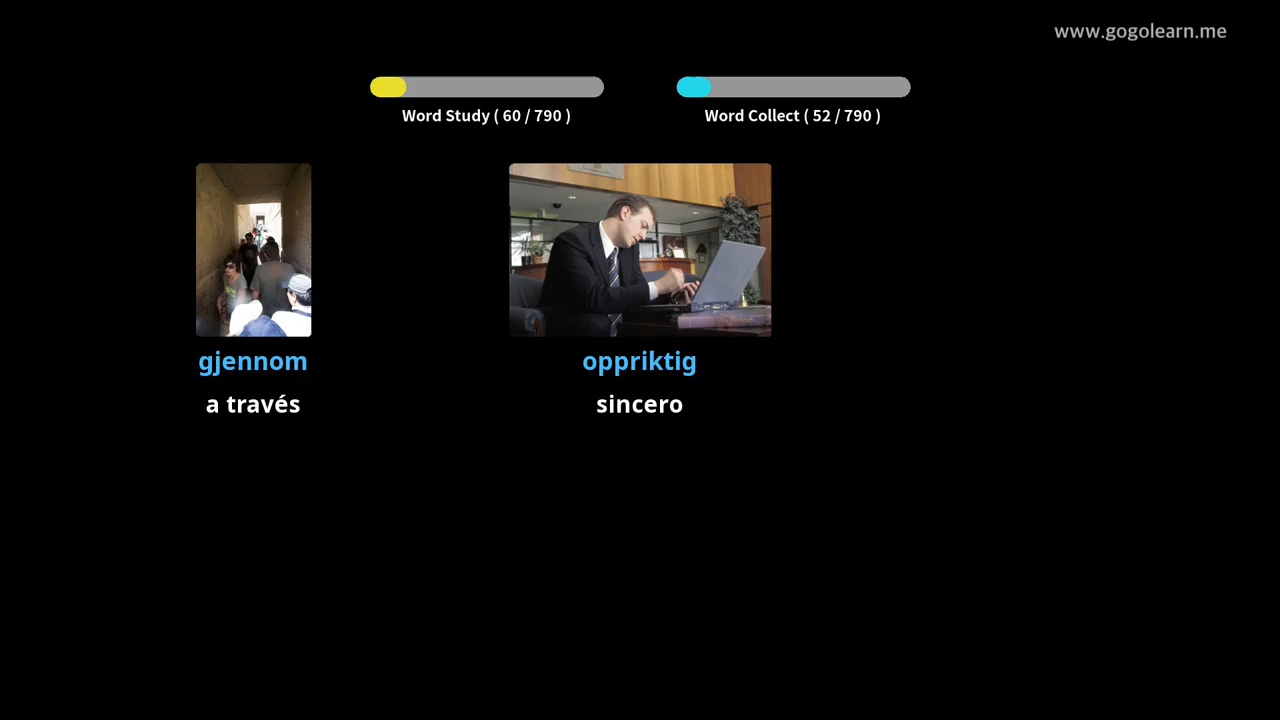 www.gogolearn.me
Word Study ( 60 / 790 )
Word Collect ( 52 / 790 )
gjennom
a través
oppriktig
sincero